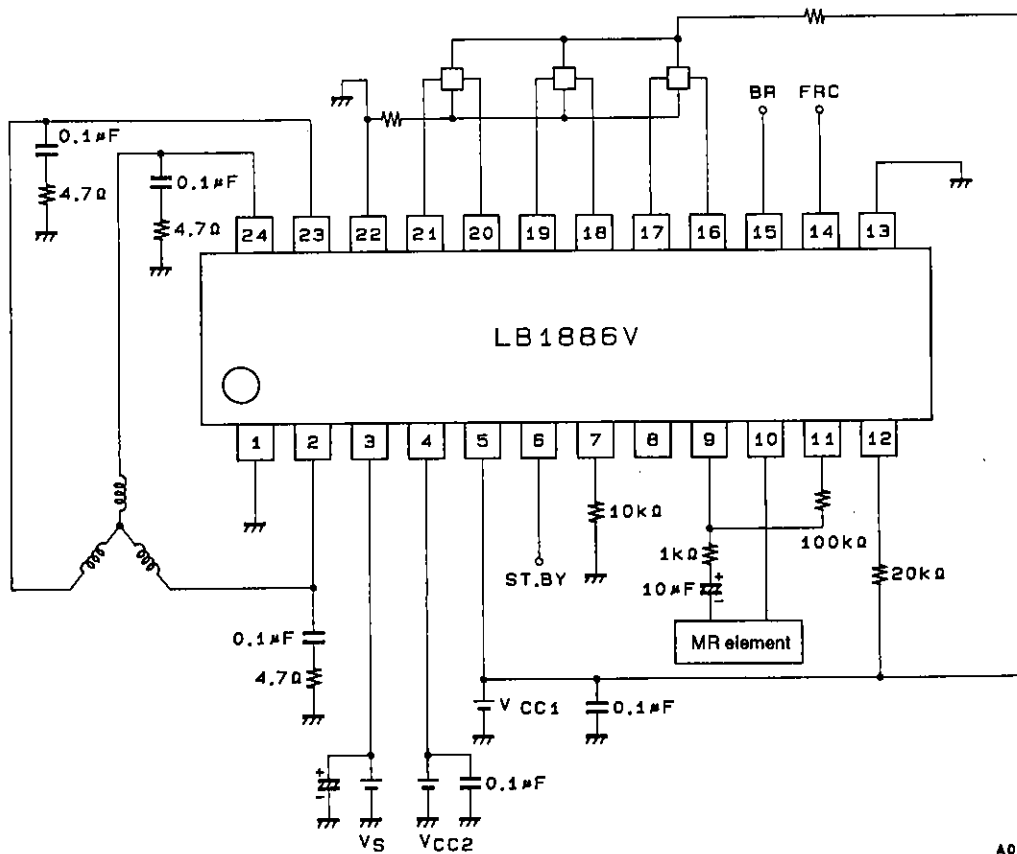 BR FRC
0.1µF
0.1µF
4.7Ω
4.7Ω
24 23 22 21 20 19 18 17 16 15 14 13
LB1886V
1 2 3 4 5 6 7 8 9 10 11 12
10kΩ
1kΩ
100kΩ
20kΩ
ST.BY
10µF
+
-
MR element
0.1µF
4.7Ω
V CC1
0.1µF
+
-
0.1µF
VS
VCC2
A0